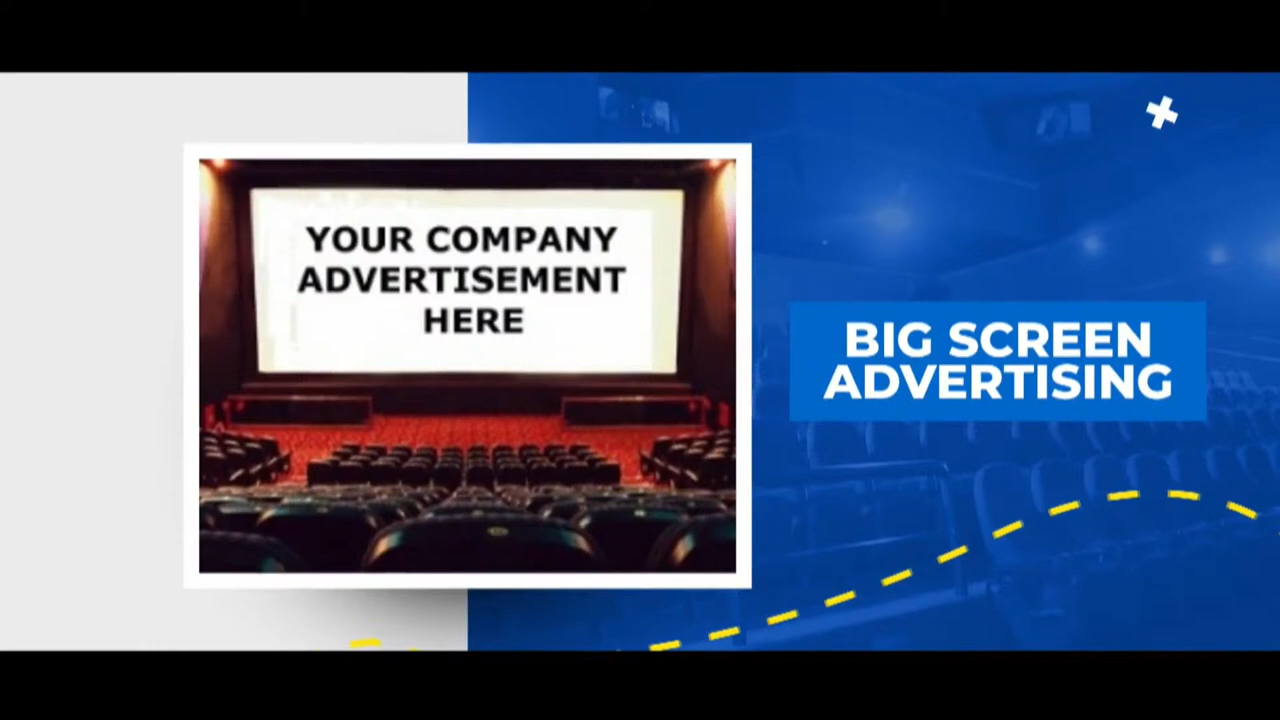 YOUR COMPANY
ADVERTISEMENT
HERE
BIG SCREEN
ADVERTISING